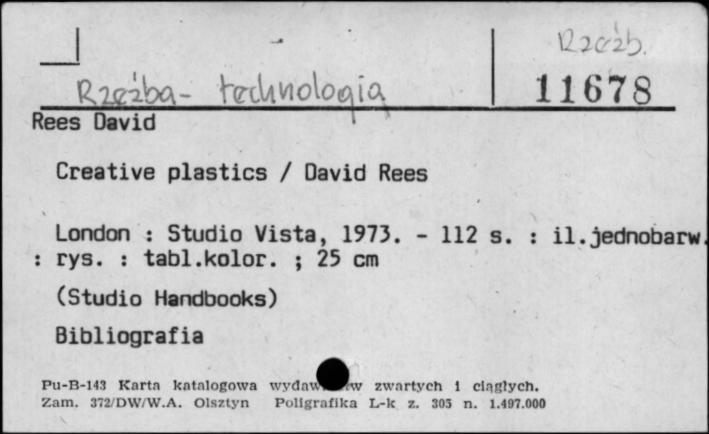 Rzeźb.
Rzeźba - technologia
11678
Rees David
Creative plastics / David Rees
London : Studio Vista, 1973. - 112 s. : il.jednobarw.
: rys. : tabl.kolor. ; 25 cm
(Studio Handbooks)
Bibliografia
Pu-B-143 Karta katalogowa zwartych i ciągłych.
Zam. 372/DW/W.A. Olsztyn Poligrafika L-k z. 305 n. 1.497.000